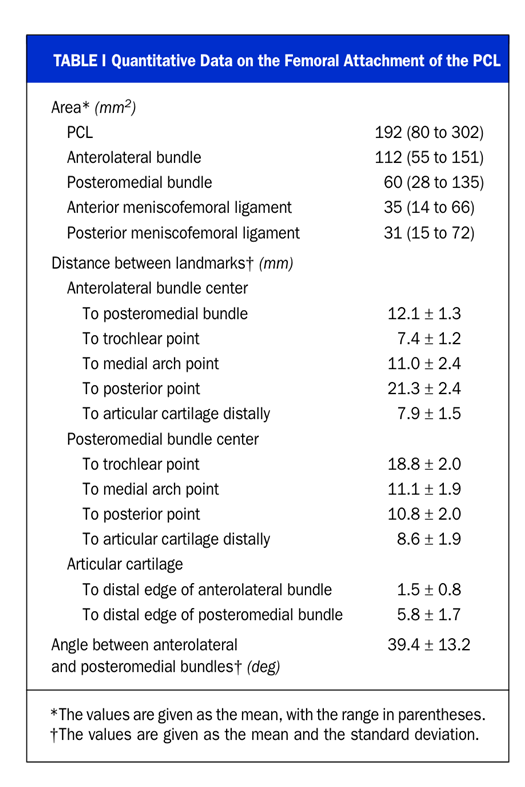 TABLE I Quantitative Data on the Femoral Attachment of the PCL
Area* (mm²)
PCL 192 (80 to 302)
Anterolateral bundle 112 (55 to 151)
Posteromedial bundle 60 (28 to 135)
Anterior meniscofemoral ligament 35 (14 to 66)
Posterior meniscofemoral ligament 31 (15 to 72)
Distance between landmarks† (mm)
Anterolateral bundle center
To posteromedial bundle 12.1 ± 1.3
To trochlear point 7.4 ± 1.2
To medial arch point 11.0 ± 2.4
To posterior point 21.3 ± 2.4
To articular cartilage distally 7.9 ± 1.5
Posteromedial bundle center
To trochlear point 18.8 ± 2.0
To medial arch point 11.1 ± 1.9
To posterior point 10.8 ± 2.0
To articular cartilage distally 8.6 ± 1.9
Articular cartilage
To distal edge of anterolateral bundle 1.5 ± 0.8
To distal edge of posteromedial bundle 5.8 ± 1.7
Angle between anterolateral 39.4 ± 13.2
and posteromedial bundles† (deg)
*The values are given as the mean, with the range in parentheses.
†The values are given as the mean and the standard deviation.